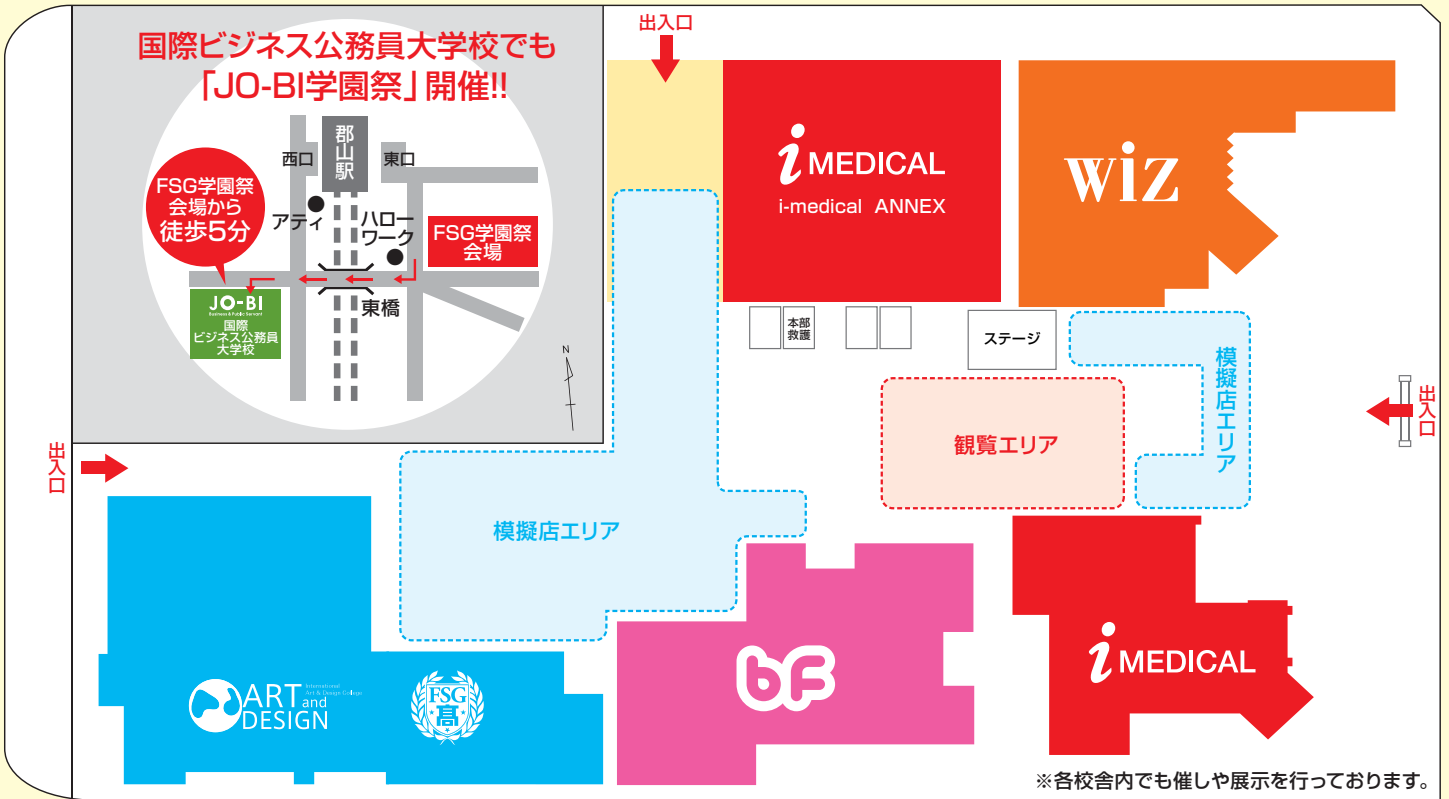 国際ビジネス公務員大学校でも
「JO-BI学園祭」開催!!
郡山駅
西口
東口
FSG学園祭
会場から
徒歩5分
アティ
ハロー
ワーク
FSG学園祭
会場
東橋
JO-BI
Business & Public Servant
国際
ビジネス公務員
大学校
N
出入口
i MEDICAL
i-medical ANNEX
WiZ
本部
救護
ステージ
模擬店エリア
観覧エリア
出入口
出入口
模擬店エリア
International
Art & Design College
ART and
DESIGN
FSG
高
bf
i MEDICAL
※各校舎内でも催しや展示を行っております。